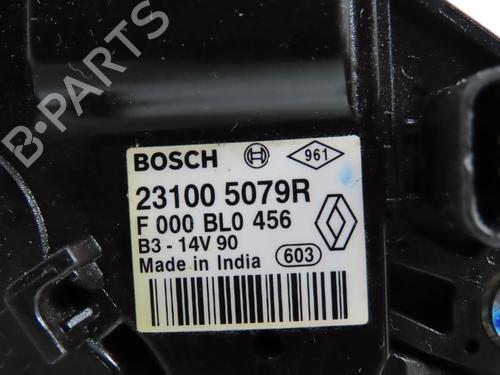 BOSCH 961
23100 5079R
F 000 BL0 456
B3 - 14V 90
Made in India 603
B-PARTS